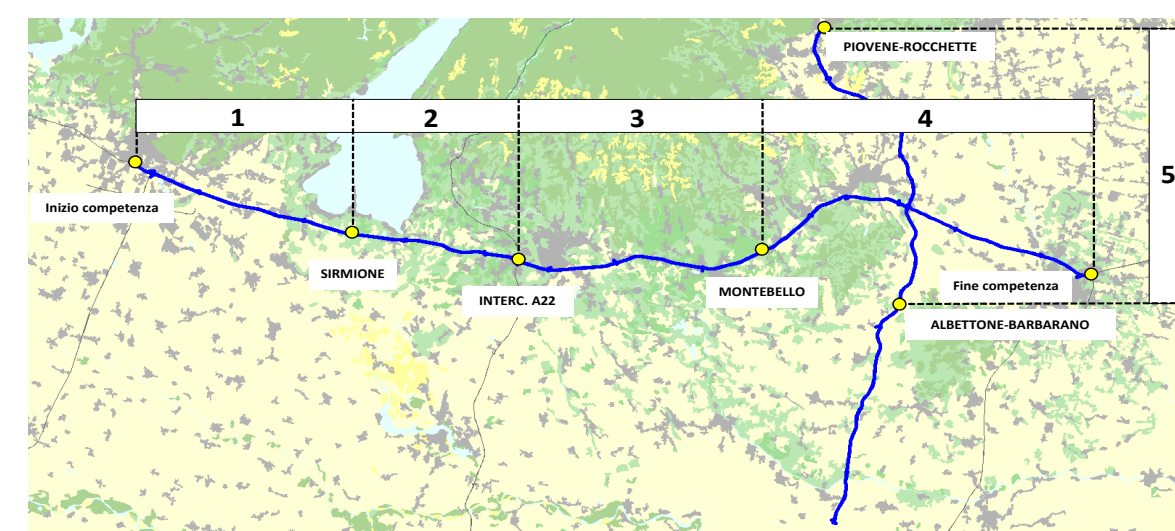 PIOVENE-ROCCHETTE
1 2 3 4
5
Inizio competenza
SIRMIONE
INTERC. A22
MONTEBELLO
Fine competenza
ALBETTONE-BARBARANO